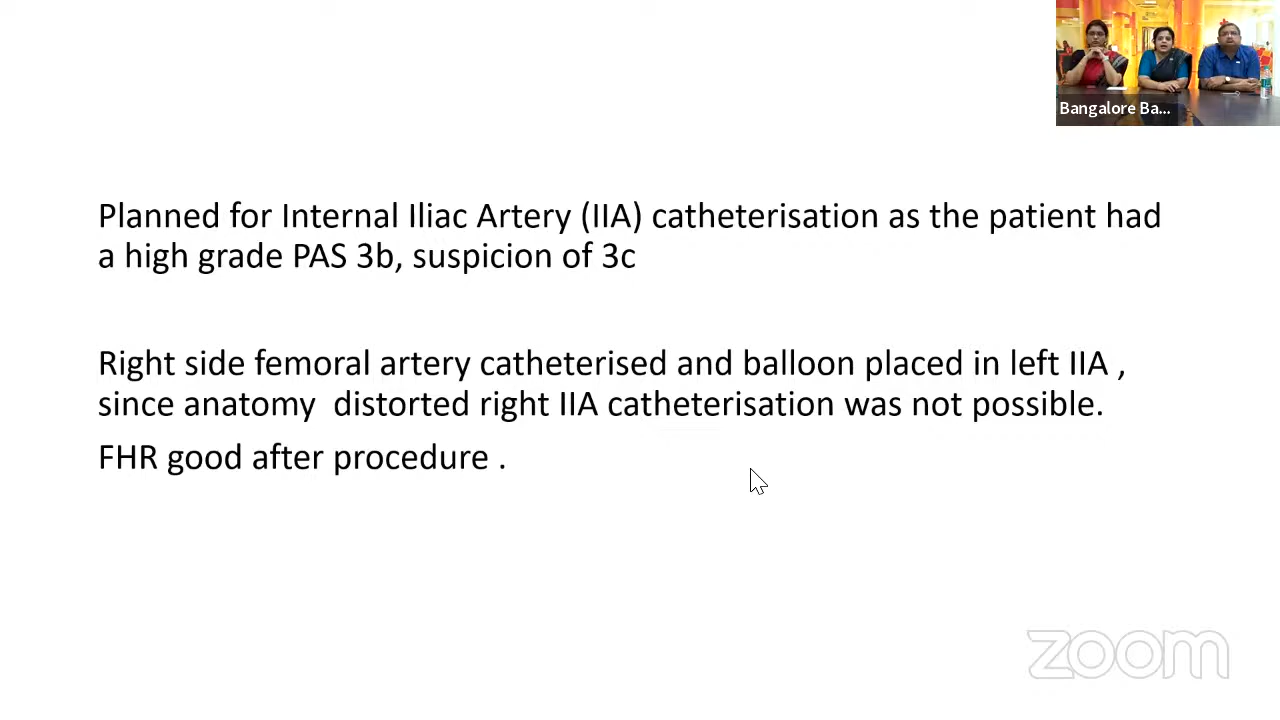 Bangalore Ba...
Planned for Internal Iliac Artery (IIA) catheterisation as the patient had
a high grade PAS 3b, suspicion of 3c
Right side femoral artery catheterised and balloon placed in left IIA ,
since anatomy  distorted right IIA catheterisation was not possible.
FHR good after procedure .
zoom